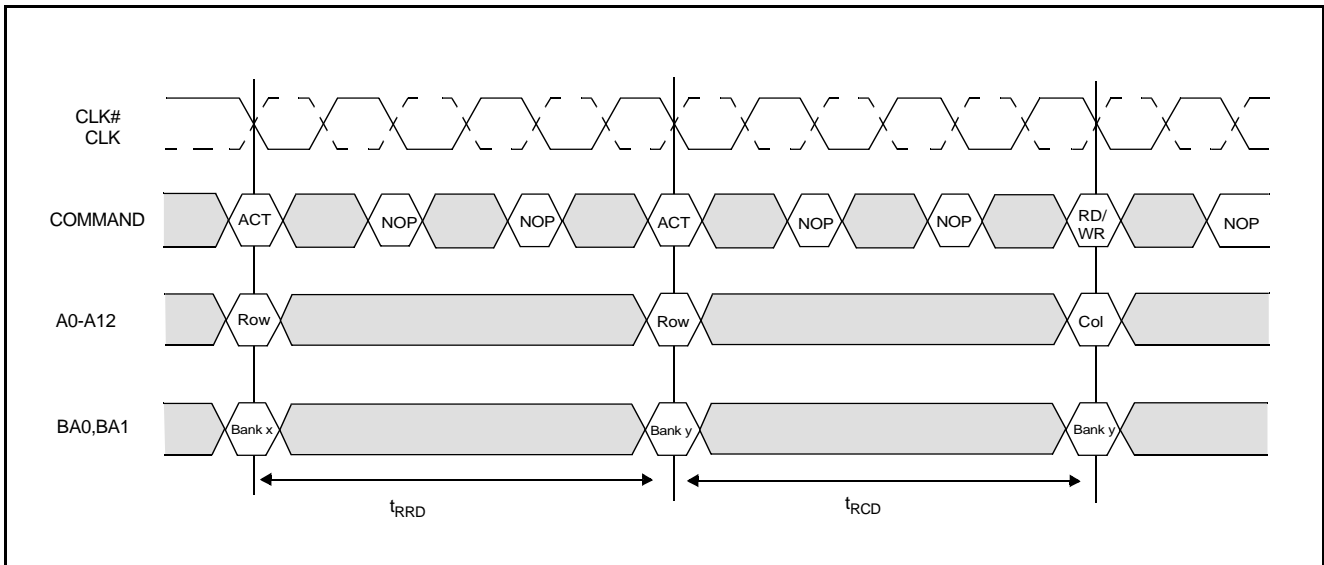 CLK#
CLK
COMMAND
ACT
NOP
NOP
ACT
NOP
NOP
RD/
WR
NOP
A0-A12
Row
Row
Col
BA0,BA1
Bank x
Bank y
Bank y
tRRD
tRCD